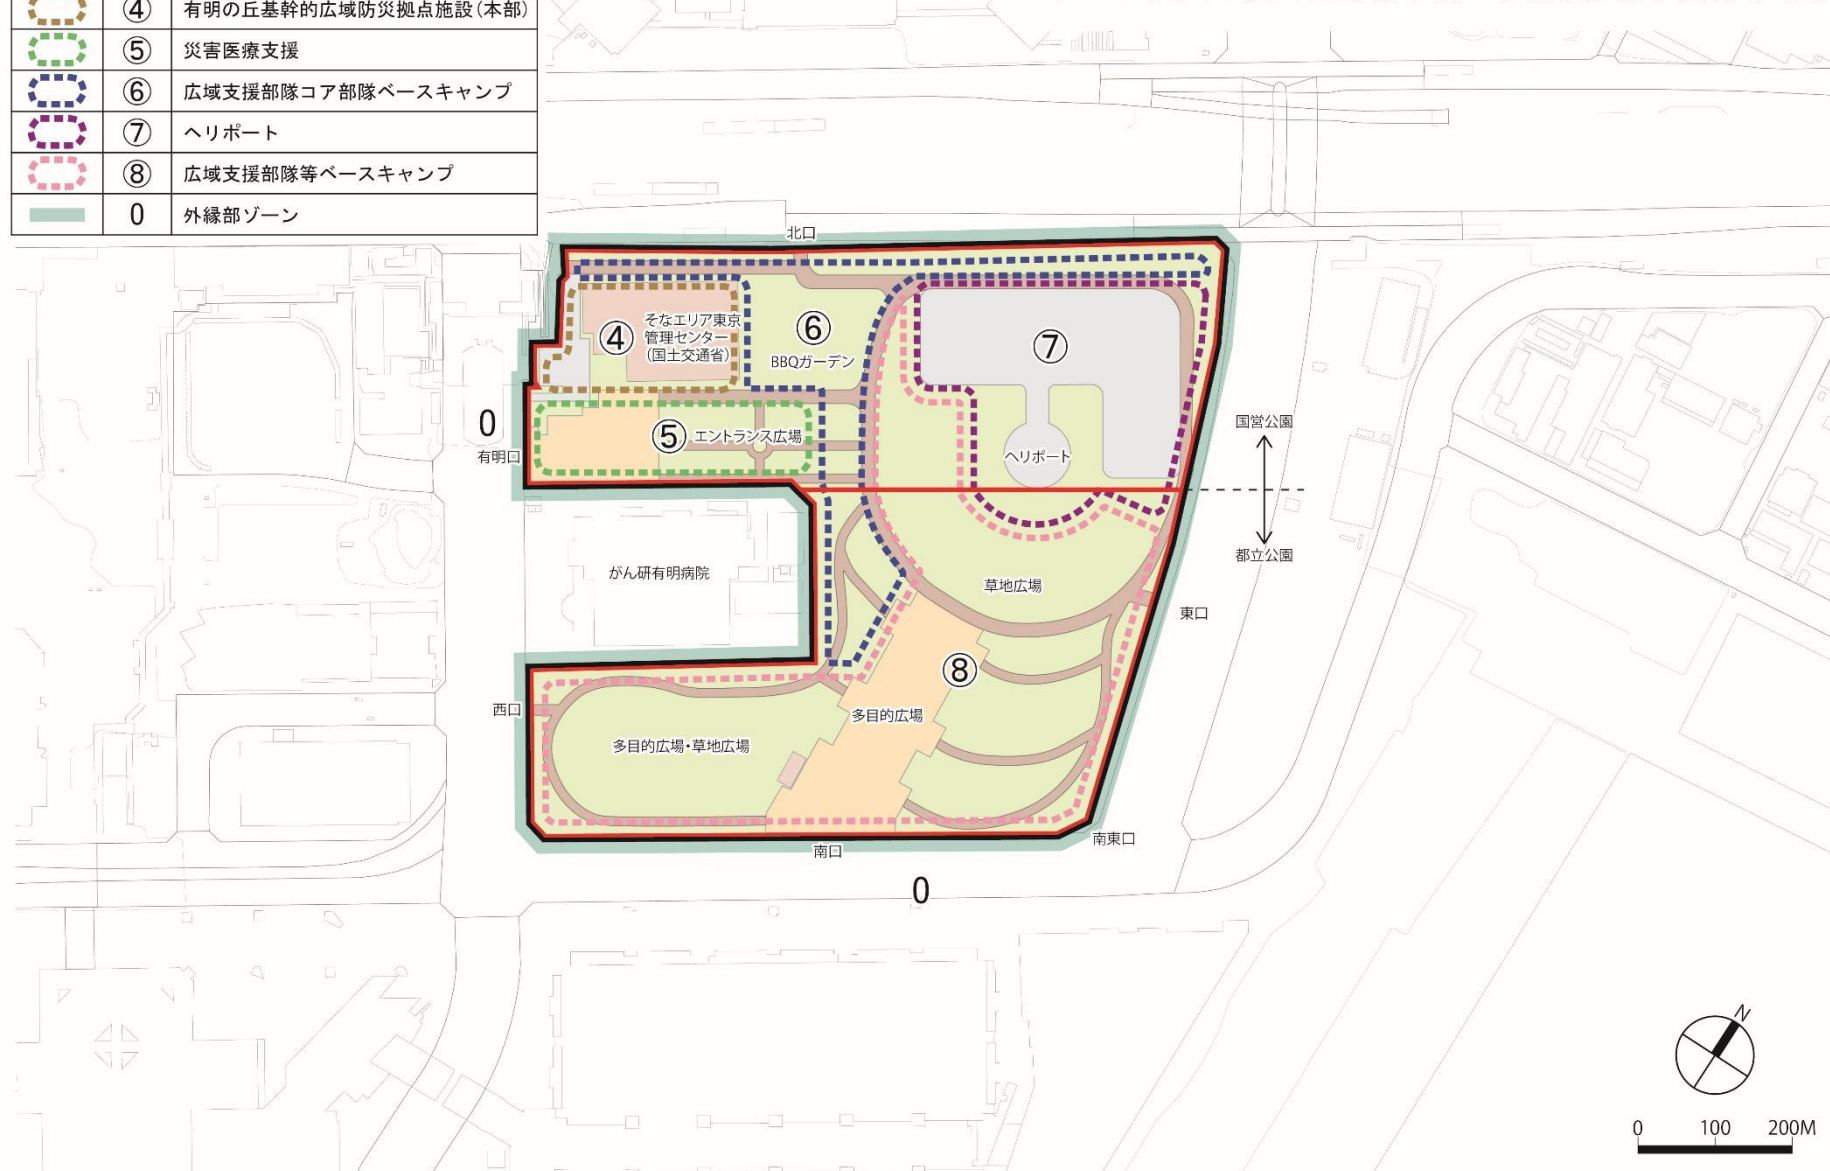 ④ 有明の丘基幹的広域防災拠点施設(本部)
⑤ 災害医療支援
⑥ 広域支援部隊コア部隊ベースキャンプ
⑦ ヘリポート
⑧ 広域支援部隊等ベースキャンプ
0 外縁部ゾーン
北口
④
そなエリア東京
管理センター
(国土交通省)
⑥
BBQガーデン
⑦
0
有明口
⑤ エントランス広場
ヘリポート
国営公園
都立公園
がん研有明病院
草地広場
東口
⑧
西口
多目的広場
多目的広場・草地広場
南口
南東口
0
N
0 100 200M